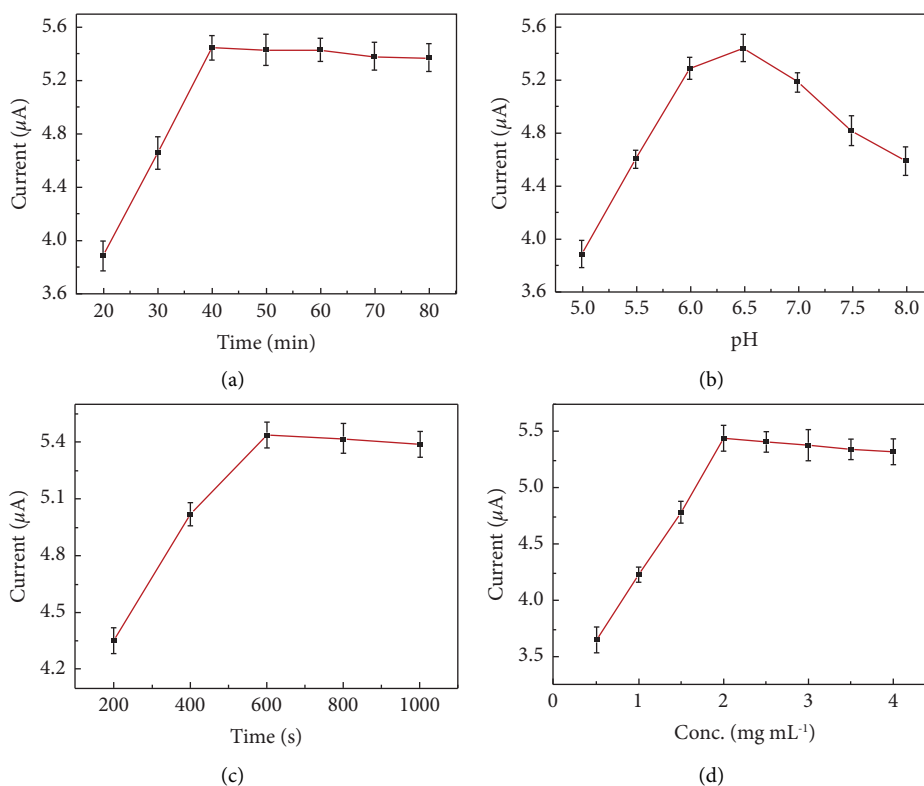 5.6
5.2
4.8
4.4
4.0
3.6
Current (μA)
20 30 40 50 60 70 80
Time (min)
(a)
5.6
5.2
4.8
4.4
4.0
3.6
Current (μA)
5.0 5.5 6.0 6.5 7.0 7.5 8.0
pH
(b)
5.4
5.1
4.8
4.5
4.2
Current (μA)
200 400 600 800 1000
Time (s)
(c)
5.5
5.0
4.5
4.0
3.5
Current (μA)
0 1 2 3 4
Conc. (mg mL⁻¹)
(d)